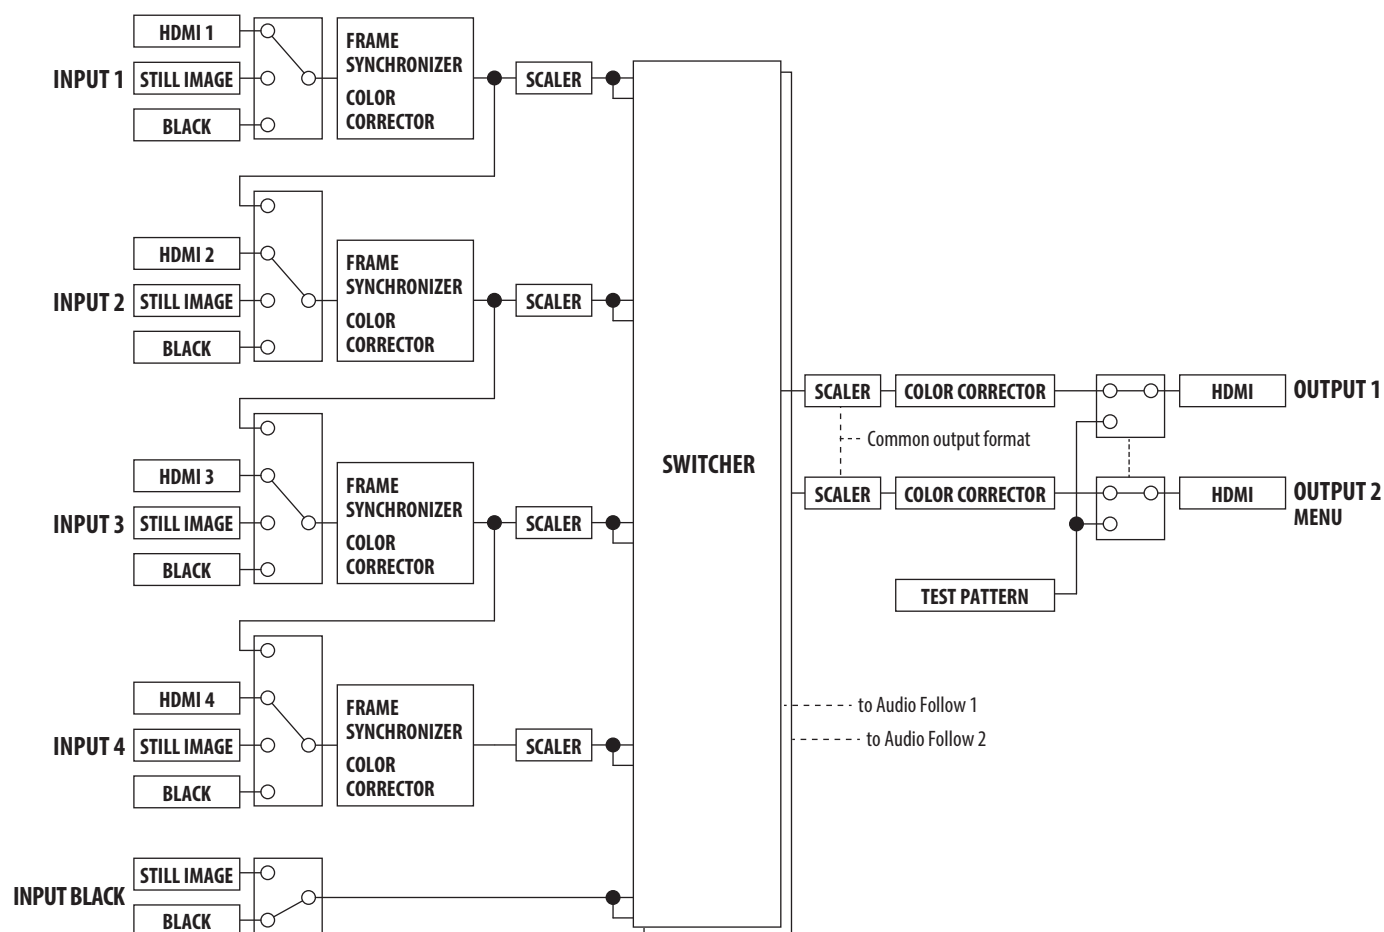 HDMI 1
INPUT 1
STILL IMAGE
BLACK
FRAME
SYNCHRONIZER
COLOR
CORRECTOR
SCALER
HDMI 2
INPUT 2
STILL IMAGE
BLACK
FRAME
SYNCHRONIZER
COLOR
CORRECTOR
SCALER
HDMI 3
INPUT 3
STILL IMAGE
BLACK
FRAME
SYNCHRONIZER
COLOR
CORRECTOR
SCALER
HDMI 4
INPUT 4
STILL IMAGE
BLACK
FRAME
SYNCHRONIZER
COLOR
CORRECTOR
SCALER
INPUT BLACK
STILL IMAGE
BLACK
SWITCHER
SCALER
COLOR CORRECTOR
HDMI
OUTPUT 1
Common output format
SCALER
COLOR CORRECTOR
HDMI
OUTPUT 2
MENU
TEST PATTERN
to Audio Follow 1
to Audio Follow 2